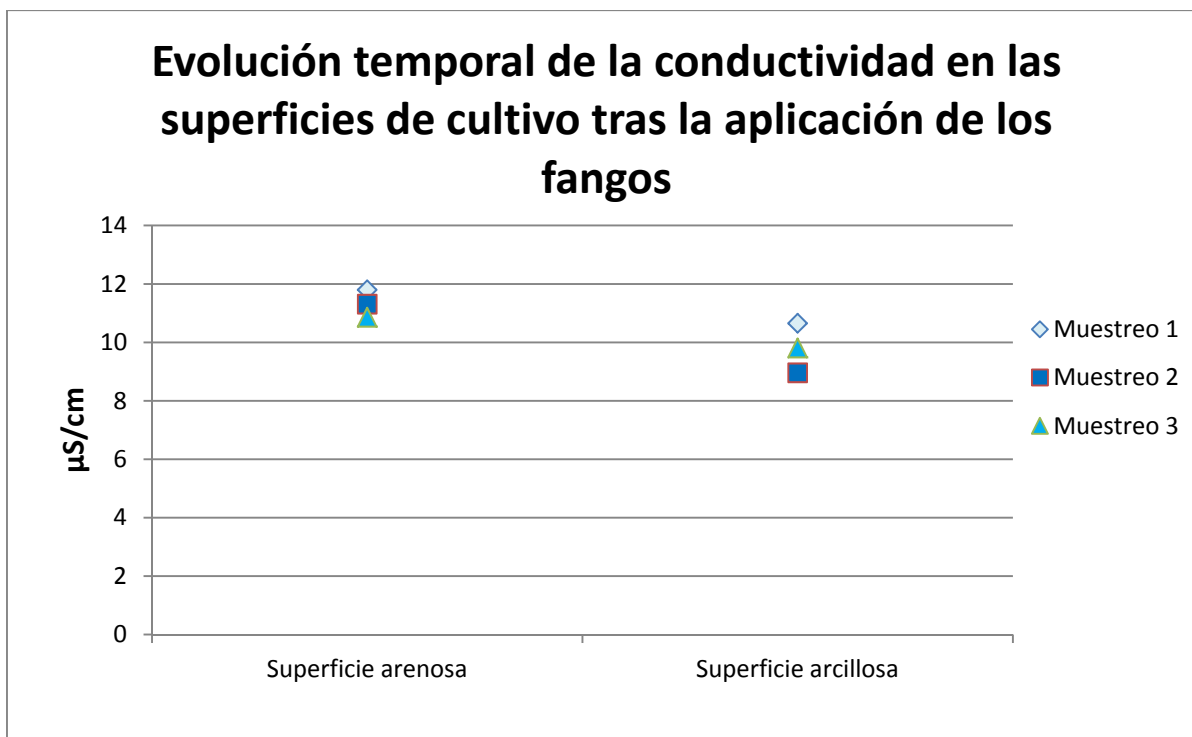 Evolución temporal de la conductividad en las
superficies de cultivo tras la aplicación de los
fangos
14
12
10
8
6
4
2
0
µS/cm
Superficie arenosa
Superficie arcillosa
Muestreo 1
Muestreo 2
Muestreo 3